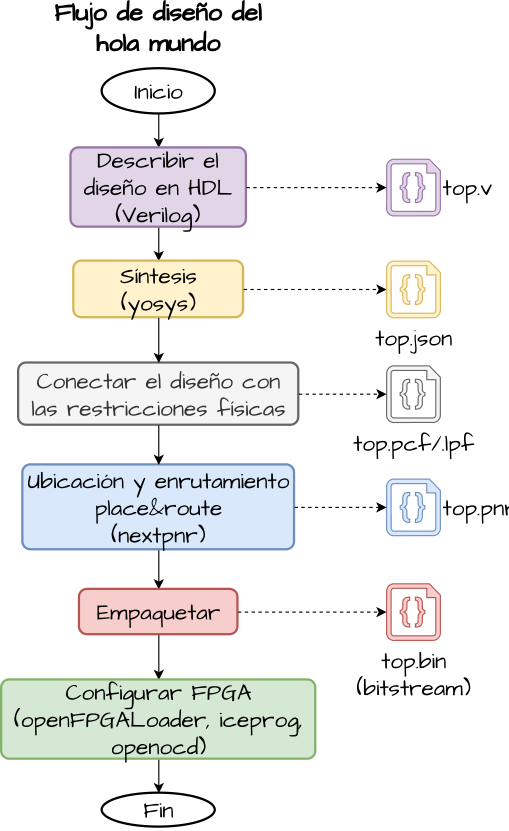 Flujo de diseño del
hola mundo
Inicio
Describir el
diseño en HDL
(Verilog)
top.v
Síntesis
(yosys)
top.json
Conectar el diseño con
las restricciones físicas
top.pcf/.lpf
Ubicación y enrutamiento
place&route
(nextpnr)
top.pnr
Empaquetar
top.bin
(bitstream)
Configurar FPGA
(openFPGALoader, iceprog,
openocd)
Fin